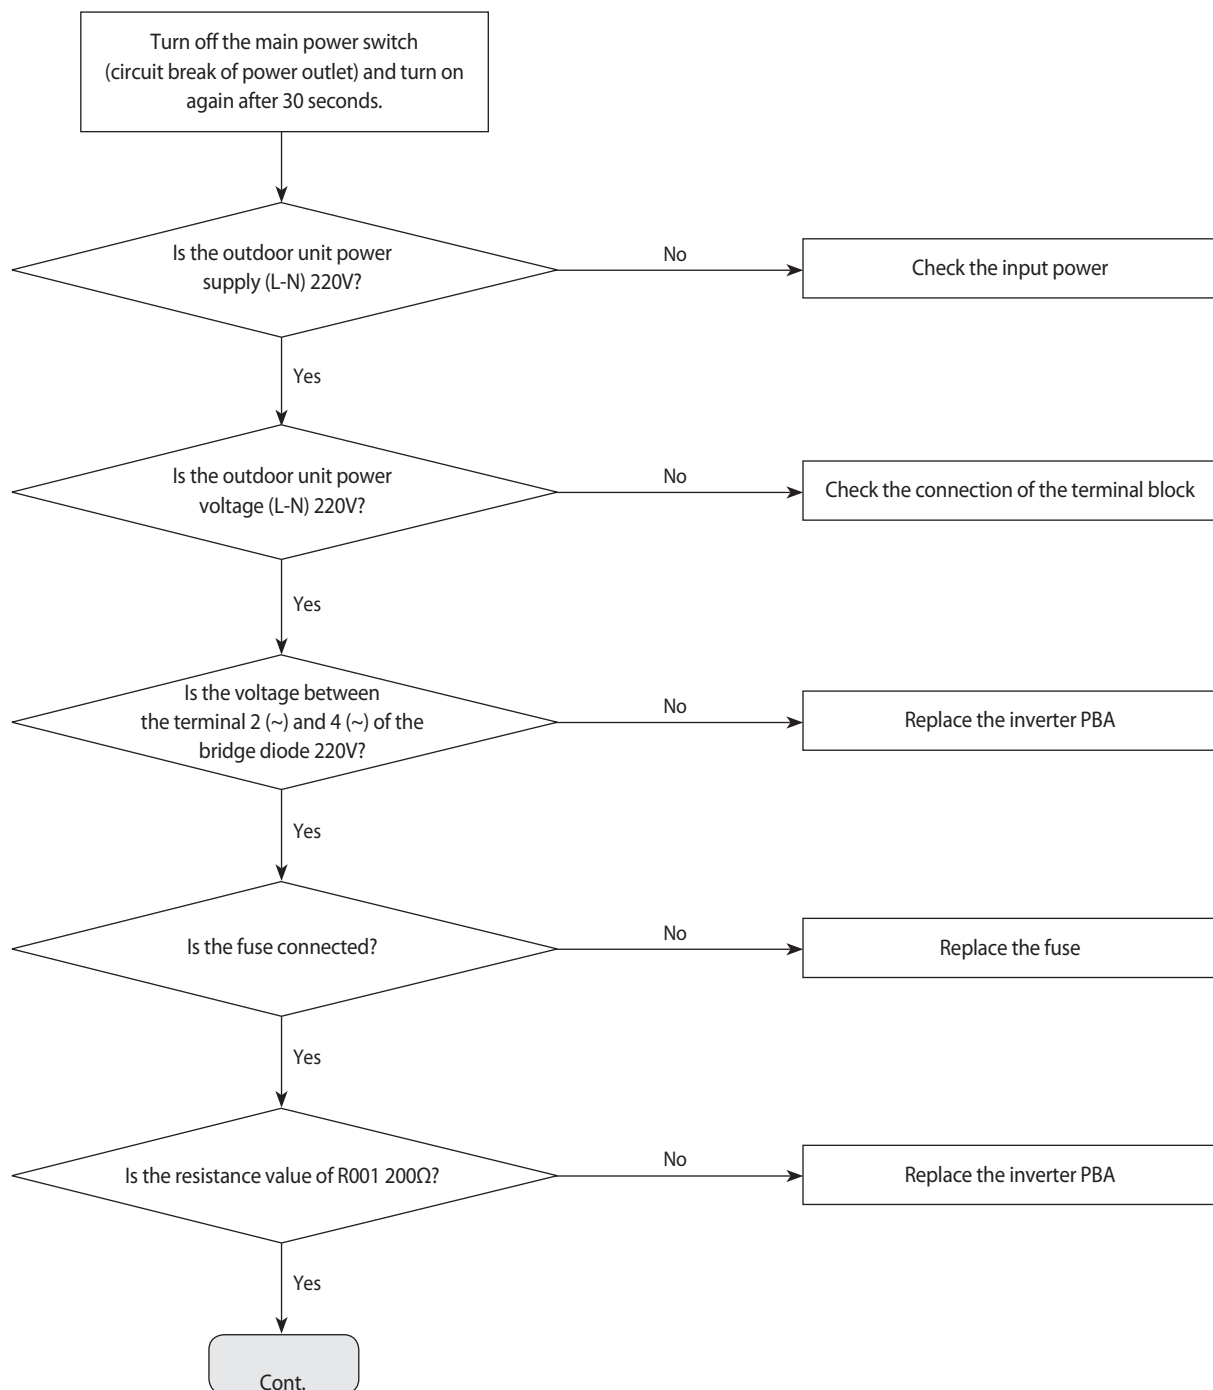 Turn off the main power switch
(circuit break of power outlet) and turn on
again after 30 seconds.
Is the outdoor unit power
supply (L-N) 220V?
No
Check the input power
Yes
Is the outdoor unit power
voltage (L-N) 220V?
No
Check the connection of the terminal block
Yes
Is the voltage between
the terminal 2 (~) and 4 (~) of the
bridge diode 220V?
No
Replace the inverter PBA
Yes
Is the fuse connected?
No
Replace the fuse
Yes
Is the resistance value of R001 200Ω?
No
Replace the inverter PBA
Yes
Cont.